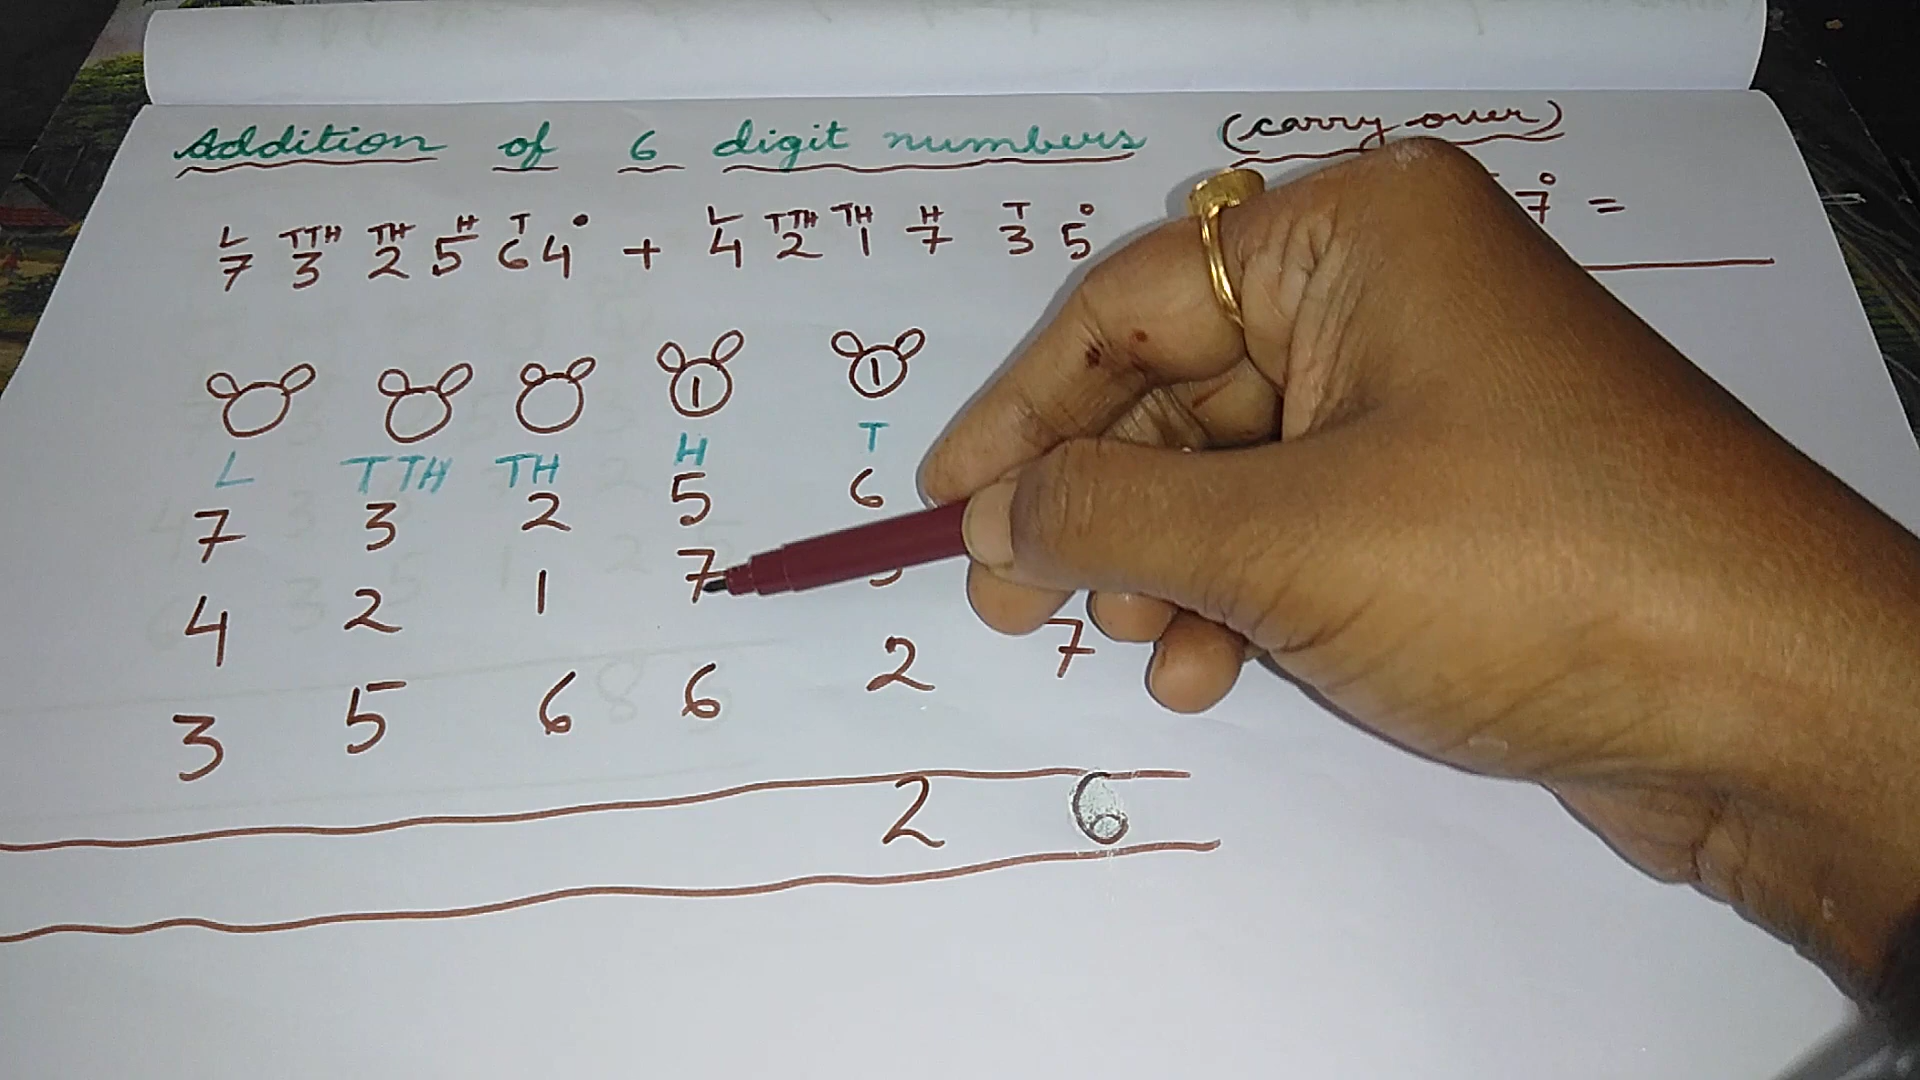 Addition of 6 digit numbers (carry over)
L TTH TH H T O L TTH TH H T O O
7 3 2 5 6 4 + 4 2 1 7 3 5 7 =
1 1
L TTH TH H T
7 3 2 5 6
4 2 1 7
3 5 6 6 2 7
2 6